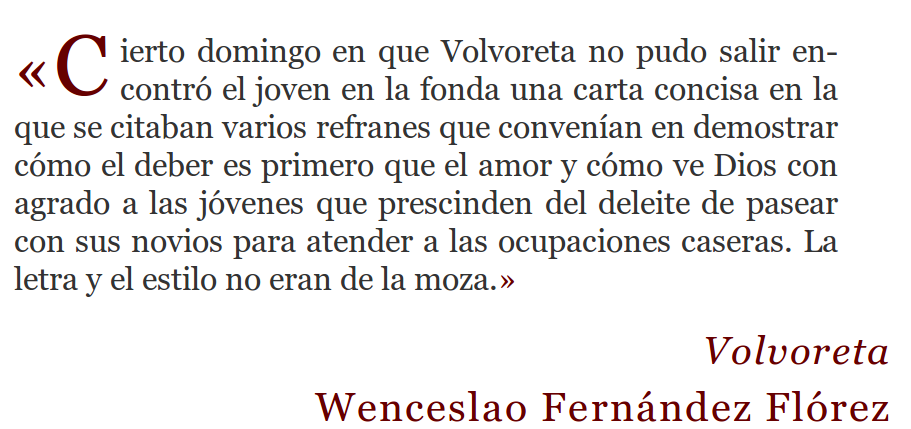 «Cierto domingo en que Volvoreta no pudo salir en-
contró el joven en la fonda una carta concisa en la
que se citaban varios refranes que convenían en demostrar
cómo el deber es primero que el amor y cómo ve Dios con
agrado a las jóvenes que prescinden del deleite de pasear
con sus novios para atender a las ocupaciones caseras. La
letra y el estilo no eran de la moza.»
Volvoreta
Wenceslao Fernández Flórez